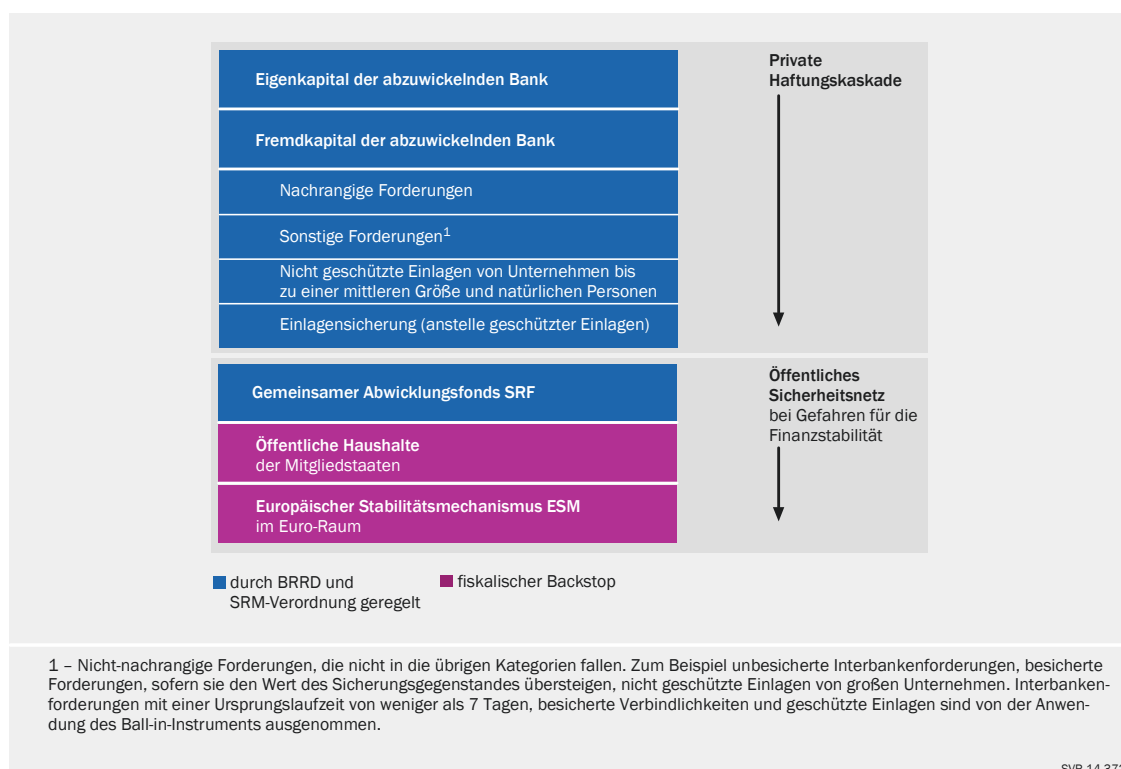 Eigenkapital der abzuwickelnden Bank
Private
Haftungskaskade
Fremdkapital der abzuwickelnden Bank
Nachrangige Forderungen
Sonstige Forderungen1
Nicht geschützte Einlagen von Unternehmen bis
zu einer mittleren Größe und natürlichen Personen
Einlagensicherung (anstelle geschützter Einlagen)
Gemeinsamer Abwicklungsfonds SRF
Öffentliches
Sicherheitsnetz
bei Gefahren für die
Finanzstabilität
Öffentliche Haushalte
der Mitgliedstaaten
Europäischer Stabilitätsmechanismus ESM
im Euro-Raum
durch BRRD und
SRM-Verordnung geregelt
fiskalischer Backstop
1 – Nicht-nachrangige Forderungen, die nicht in die übrigen Kategorien fallen. Zum Beispiel unbesicherte Interbankenforderungen, besicherte
Forderungen, sofern sie den Wert des Sicherungsgegenstandes übersteigen, nicht geschützte Einlagen von großen Unternehmen. Interbanken-
forderungen mit einer Ursprungslaufzeit von weniger als 7 Tagen, besicherte Verbindlichkeiten und geschützte Einlagen sind von der Anwen-
dung des Ball-in-Instruments ausgenommen.